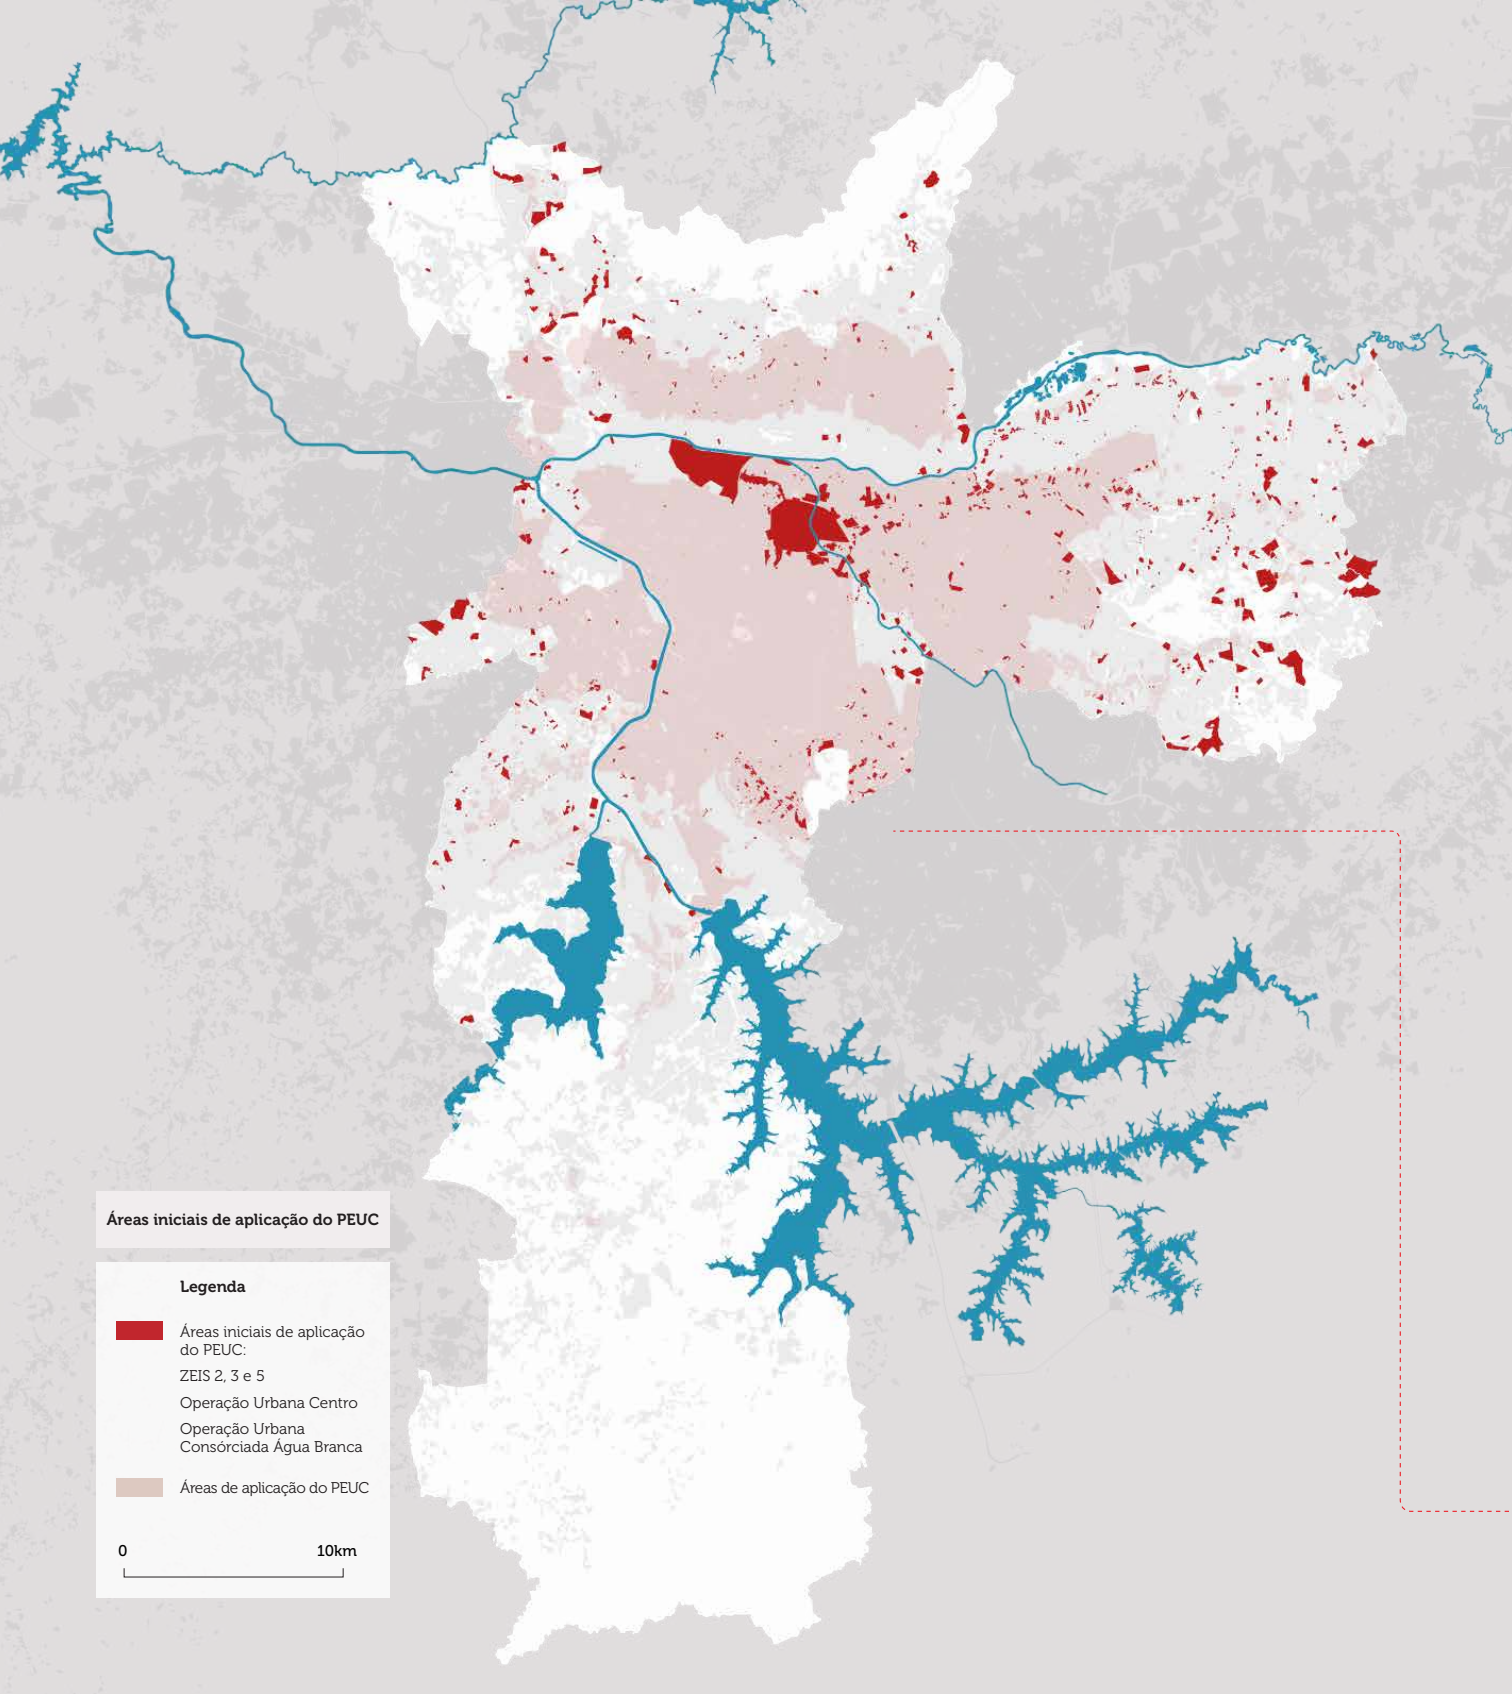 Áreas iniciais de aplicação do PEUC
Legenda
Áreas iniciais de aplicação
do PEUC:
ZEIS 2, 3 e 5
Operação Urbana Centro
Operação Urbana
Consórciada Água Branca
Áreas de aplicação do PEUC
0 10km